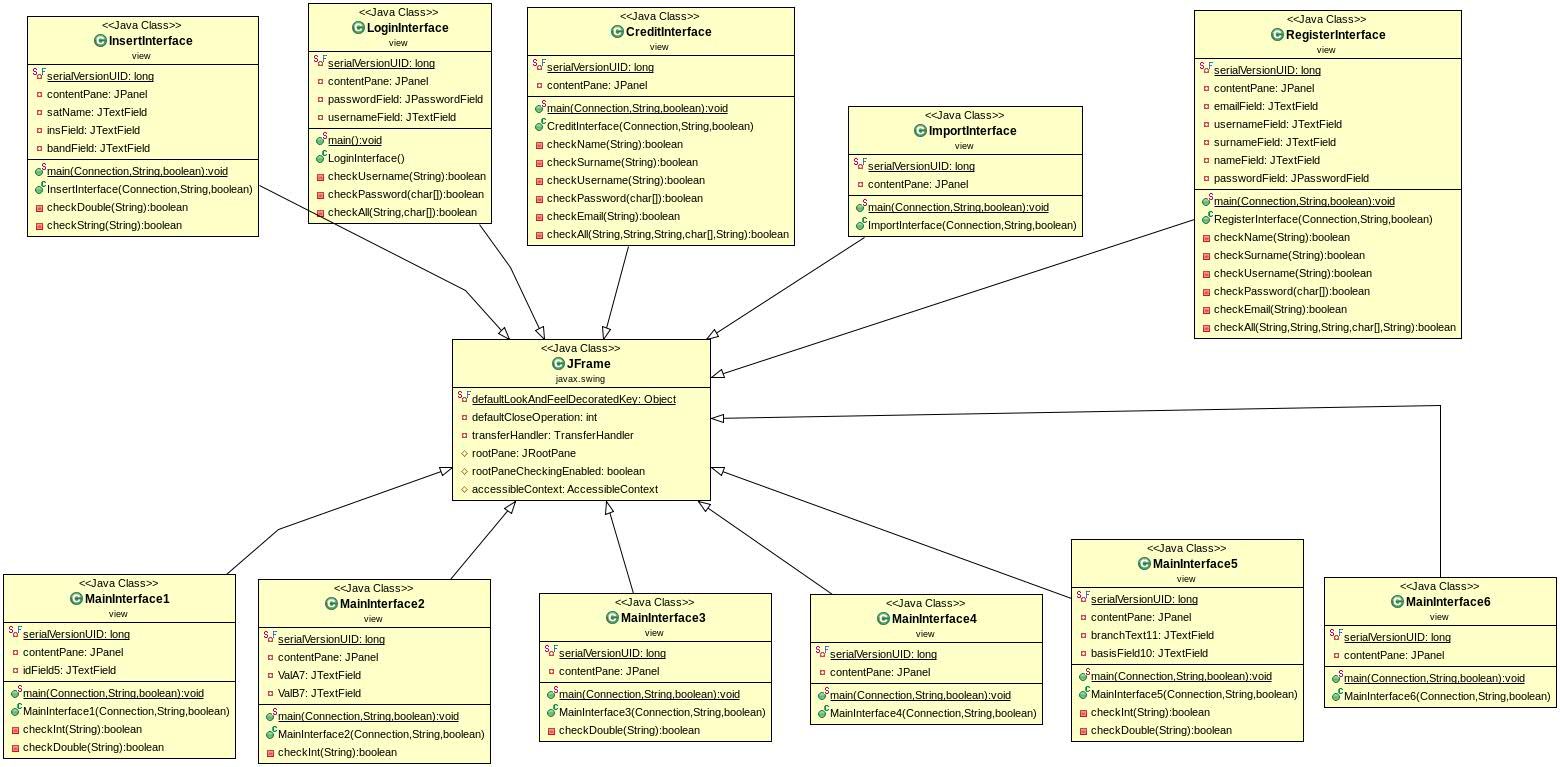 <<Java Class>>
InsertInterface
view
serialVersionUID: long
contentPane: JPanel
satName: JTextField
insField: JTextField
bandField: JTextField
main(Connection,String,boolean):void
InsertInterface(Connection,String,boolean)
checkDouble(String):boolean
checkString(String):boolean
<<Java Class>>
LoginInterface
view
serialVersionUID: long
contentPane: JPanel
passwordField: JPasswordField
usernameField: JTextField
main():void
LoginInterface()
checkUsername(String):boolean
checkPassword(char[]):boolean
checkAll(String,char[]):boolean
<<Java Class>>
CreditInterface
view
serialVersionUID: long
contentPane: JPanel
main(Connection,String,boolean):void
CreditInterface(Connection,String,boolean)
checkName(String):boolean
checkSurname(String):boolean
checkUsername(String):boolean
checkPassword(char[]):boolean
checkEmail(String):boolean
checkAll(String,String,String,char[],String):boolean
<<Java Class>>
ImportInterface
view
serialVersionUID: long
contentPane: JPanel
main(Connection,String,boolean):void
ImportInterface(Connection,String,boolean)
<<Java Class>>
RegisterInterface
view
serialVersionUID: long
contentPane: JPanel
emailField: JTextField
usernameField: JTextField
surnameField: JTextField
nameField: JTextField
passwordField: JPasswordField
main(Connection,String,boolean):void
RegisterInterface(Connection,String,boolean)
checkName(String):boolean
checkSurname(String):boolean
checkUsername(String):boolean
checkPassword(char[]):boolean
checkEmail(String):boolean
checkAll(String,String,String,char[],String):boolean
<<Java Class>>
JFrame
javax.swing
defaultLookAndFeelDecoratedKey: Object
defaultCloseOperation: int
transferHandler: TransferHandler
rootPane: JRootPane
rootPaneCheckingEnabled: boolean
accessibleContext: AccessibleContext
<<Java Class>>
MainInterface1
view
serialVersionUID: long
contentPane: JPanel
idField5: JTextField
main(Connection,String,boolean):void
MainInterface1(Connection,String,boolean)
checkInt(String):boolean
checkDouble(String):boolean
<<Java Class>>
MainInterface2
view
serialVersionUID: long
contentPane: JPanel
ValA7: JTextField
ValB7: JTextField
main(Connection,String,boolean):void
MainInterface2(Connection,String,boolean)
checkInt(String):boolean
<<Java Class>>
MainInterface3
view
serialVersionUID: long
contentPane: JPanel
main(Connection,String,boolean):void
MainInterface3(Connection,String,boolean)
checkDouble(String):boolean
<<Java Class>>
MainInterface4
view
serialVersionUID: long
contentPane: JPanel
main(Connection,String,boolean):void
MainInterface4(Connection,String,boolean)
<<Java Class>>
MainInterface5
view
serialVersionUID: long
contentPane: JPanel
branchText11: JTextField
basisField10: JTextField
main(Connection,String,boolean):void
MainInterface5(Connection,String,boolean)
checkInt(String):boolean
checkDouble(String):boolean
<<Java Class>>
MainInterface6
view
serialVersionUID: long
contentPane: JPanel
main(Connection,String,boolean):void
MainInterface6(Connection,String,boolean)